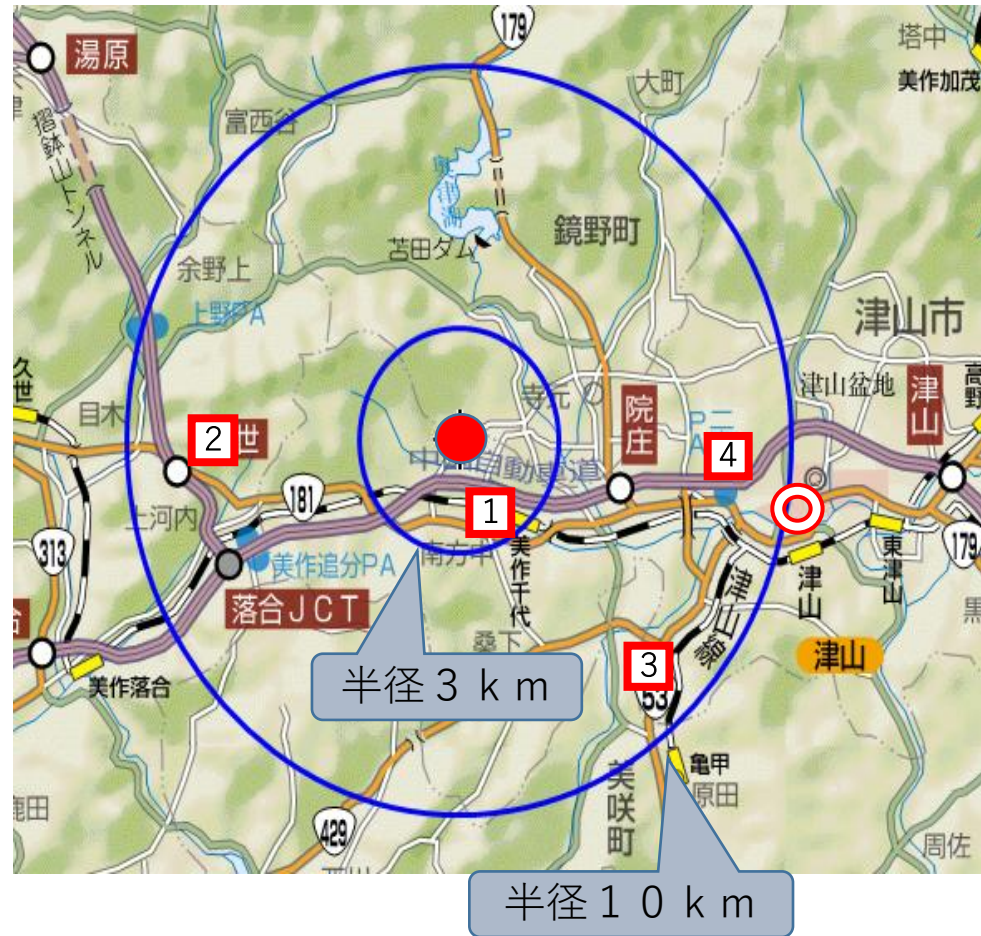 179
塔中
湯原
大町
美作加茂
摺鉢山トンネル
富西谷
奥津湖
苫田ダム
鏡野町
余野上
上野PA
津山市
久世
目木
寺元
院庄
津山盆地
津山
高野
2
世
中国自動車道
4
1
181
上河内
南方中
美作千代
313
美作追分PA
落合JCT
179
東津山
津山
津山線
桑下
3
53
津山
半径3km
美作落合
亀甲
原田
美咲町
鹿田
429
周佐
半径10km